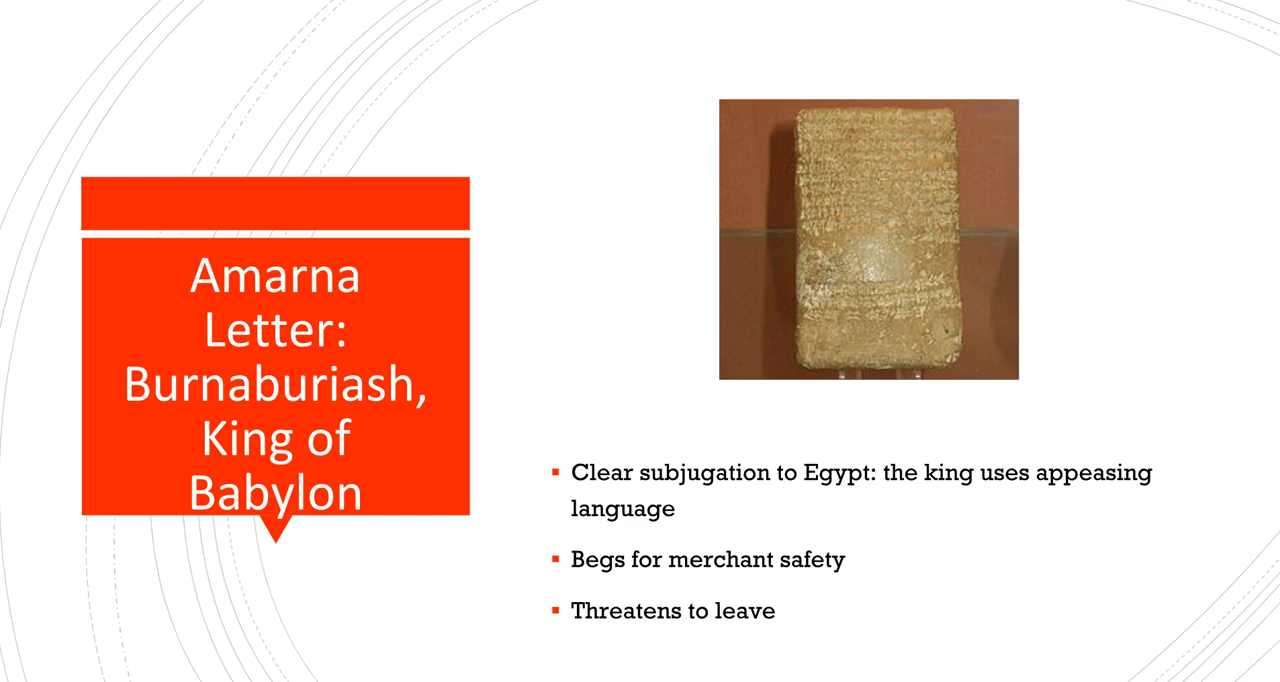 Amarna
Letter:
Burnaburiash,
King of
Babylon
▪ Clear subjugation to Egypt: the king uses appeasing
language
▪ Begs for merchant safety
▪ Threatens to leave